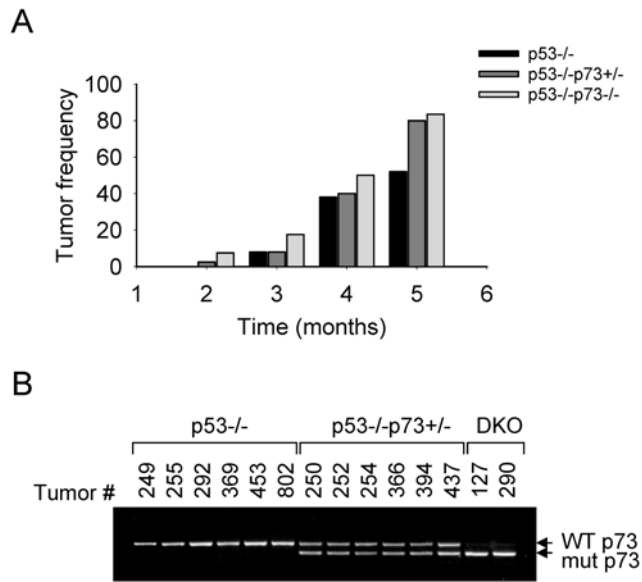 A
p53-/-
p53-/-p73+/-
p53-/-p73-/-
Tumor frequency
100
80
60
40
20
0
1 2 3 4 5 6
Time (months)
B
p53-/- p53-/-p73+/- DKO
Tumor # 249 255 292 369 453 802 250 252 254 366 394 437 127 290
WT p73
mut p73